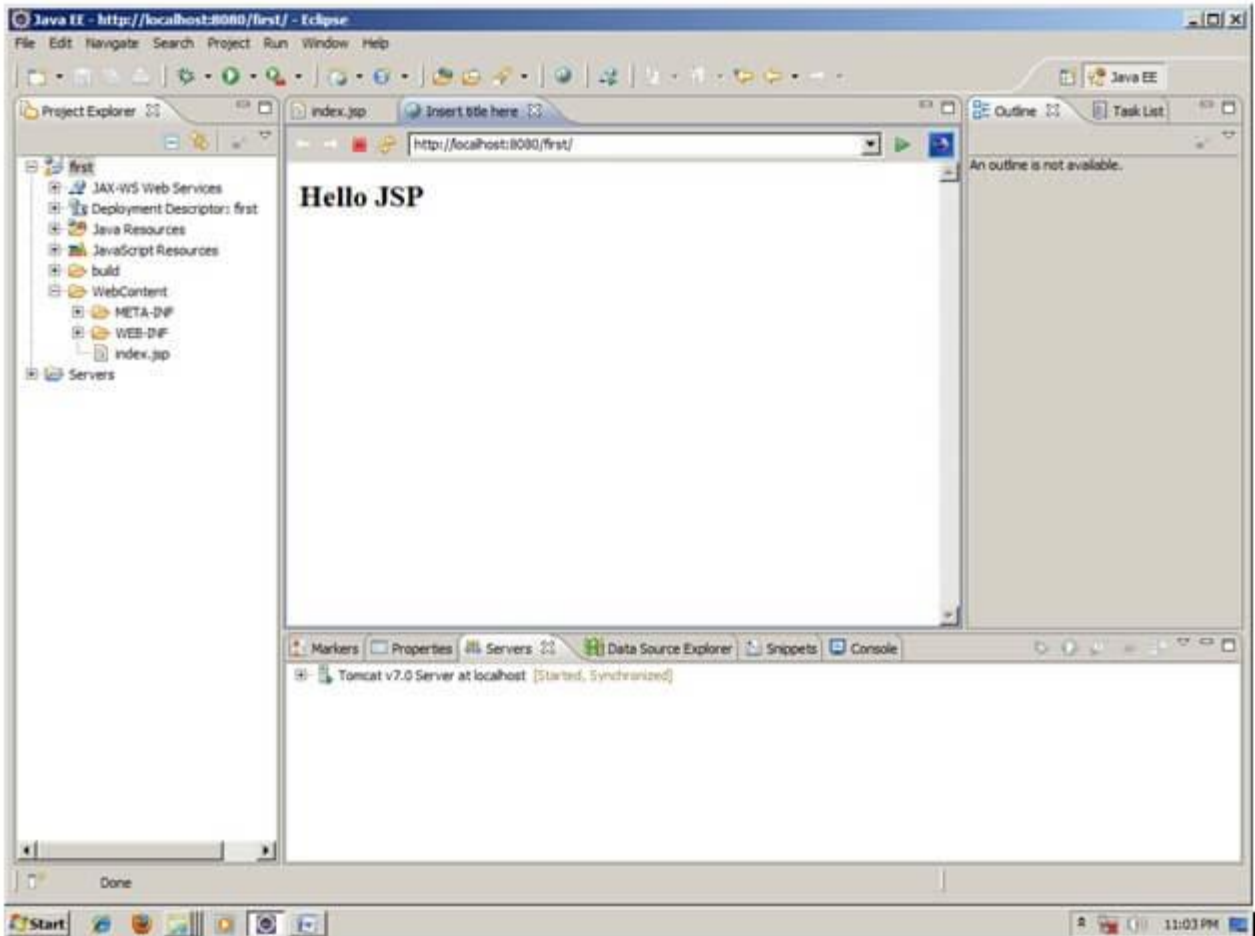 Java EE - http://localhost:8080/first/ - Eclipse
File Edit Navigate Search Project Run Window Help
Java EE
Project Explorer
index.jsp
Insert title here
Outline
Task List
http://localhost:8080/first/
An outline is not available.
first
JAX-WS Web Services
Deployment Descriptor: first
Java Resources
JavaScript Resources
build
WebContent
META-INF
WEB-INF
index.jsp
Servers
Hello JSP
Markers
Properties
Servers
Data Source Explorer
Snippets
Console
Tomcat v7.0 Server at localhost [Started, Synchronized]
Done
Start
11:03 PM